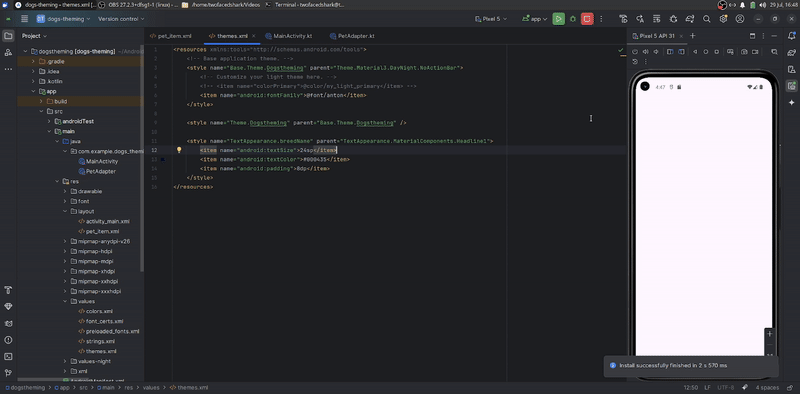 dogs-theming – themes.xml
OBS 27.2.3+dfsg1-1 (linux) -
/home/twofacedshark/Videos
Terminal - twofacedshark@t...
29 Jul, 16:48
DT dogs-theming
Version control
Pixel 5
app
Project
pet_item.xml
themes.xml
MainActivity.kt
PetAdapter.kt
Pixel 5 API 31
dogstheming [dogs-theming]
.gradle
.idea
.kotlin
app
build
src
androidTest
main
java
com.example.dogs_them
MainActivity
PetAdapter
res
drawable
font
layout
activity_main.xml
pet_item.xml
mipmap-anydpi-v26
mipmap-hdpi
mipmap-mdpi
mipmap-xhdpi
mipmap-xxhdpi
mipmap-xxxhdpi
values
colors.xml
font_certs.xml
preloaded_fonts.xml
strings.xml
themes.xml
values-night
xml
<resources xmlns:tools="http://schemas.android.com/tools">
<!-- Base application theme. -->
<style name="Base.Theme.Dogstheming" parent="Theme.Material3.DayNight.NoActionBar">
<!-- Customize your light theme here. -->
<!-- <item name="colorPrimary">@color/my_light_primary</item> -->
<item name="android:fontFamily">@font/anton</item>
</style>
<style name="Theme.Dogstheming" parent="Base.Theme.Dogstheming" />
<style name="TextAppearance.breedName" parent="TextAppearance.MaterialComponents.Headline1">
<item name="android:textSize">24sp</item>
<item name="android:textColor">#000435</item>
<item name="android:padding">8dp</item>
</style>
</resources>
4:47
Install successfully finished in 2 s 570 ms
dogstheming > app > src > main > res > values > themes.xml
12:50 LF UTF-8 4 spaces